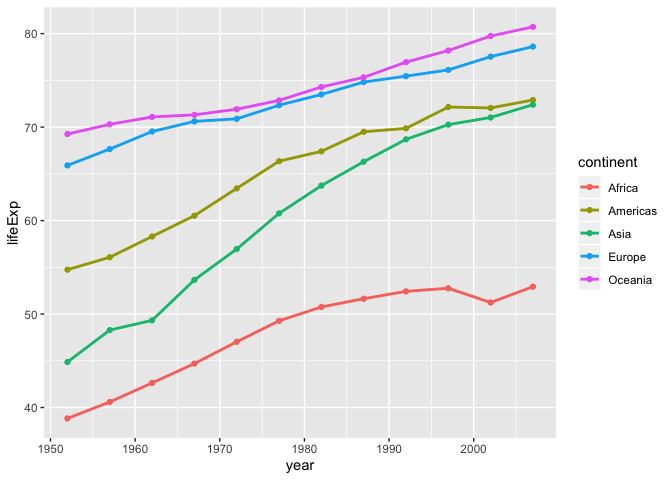 80
70
60
50
40
lifeExp
1950 1960 1970 1980 1990 2000
year
continent
Africa
Americas
Asia
Europe
Oceania